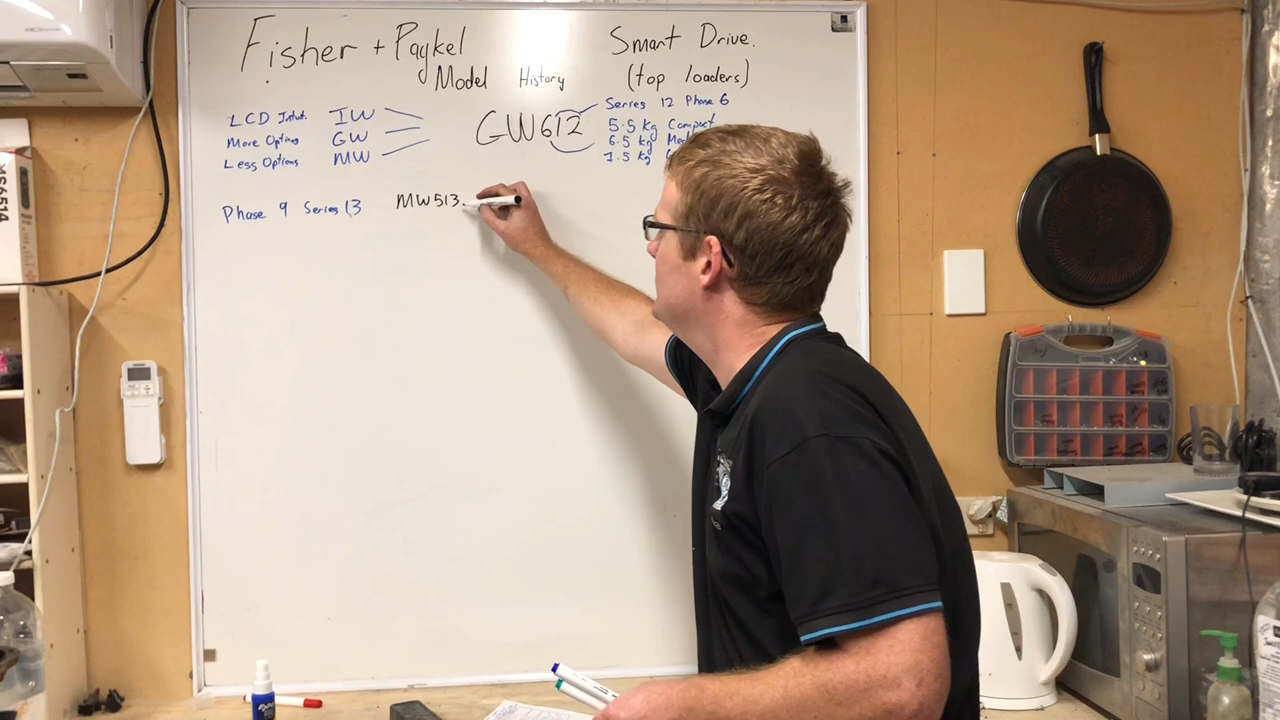 Fisher + Paykel Smart Drive.
Model History (top loaders)
LCD Intuit. IW
More Options GW
Less Options MW
GW612
Series 12 Phase 6
5.5 kg Compact
6.5 kg
7.5 kg
Phase 9 Series 13 MW513.
MS6514